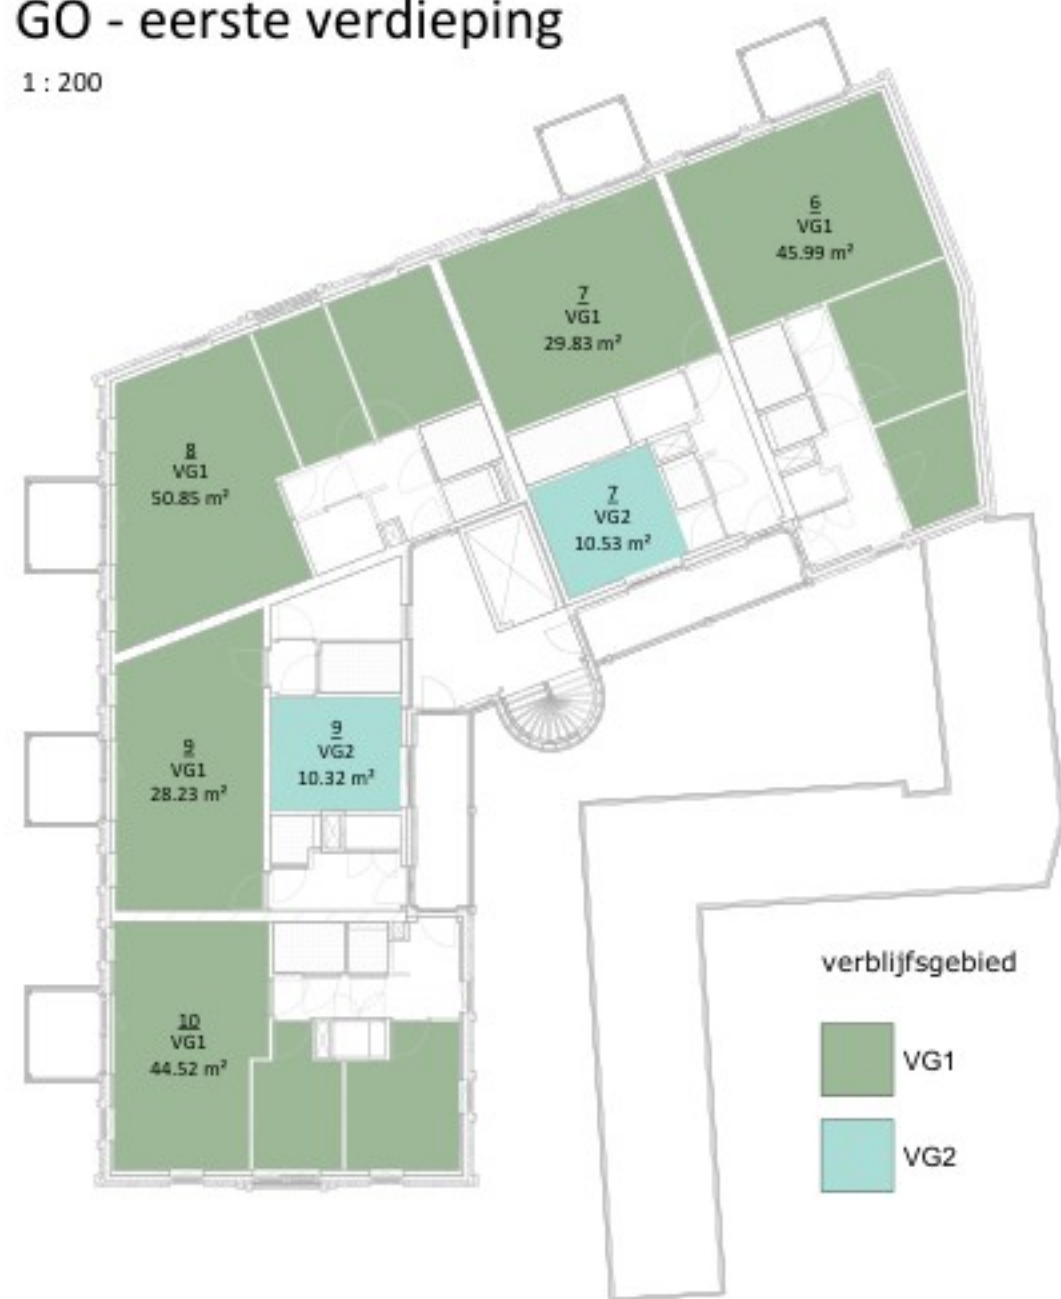 GO - eerste verdieping
1 : 200
6
VG1
45.99 m²
7
VG1
29.83 m²
8
VG1
50.85 m²
7
VG2
10.53 m²
9
VG2
10.32 m²
9
VG1
28.23 m²
10
VG1
44.52 m²
verblijfsgebied
VG1
VG2